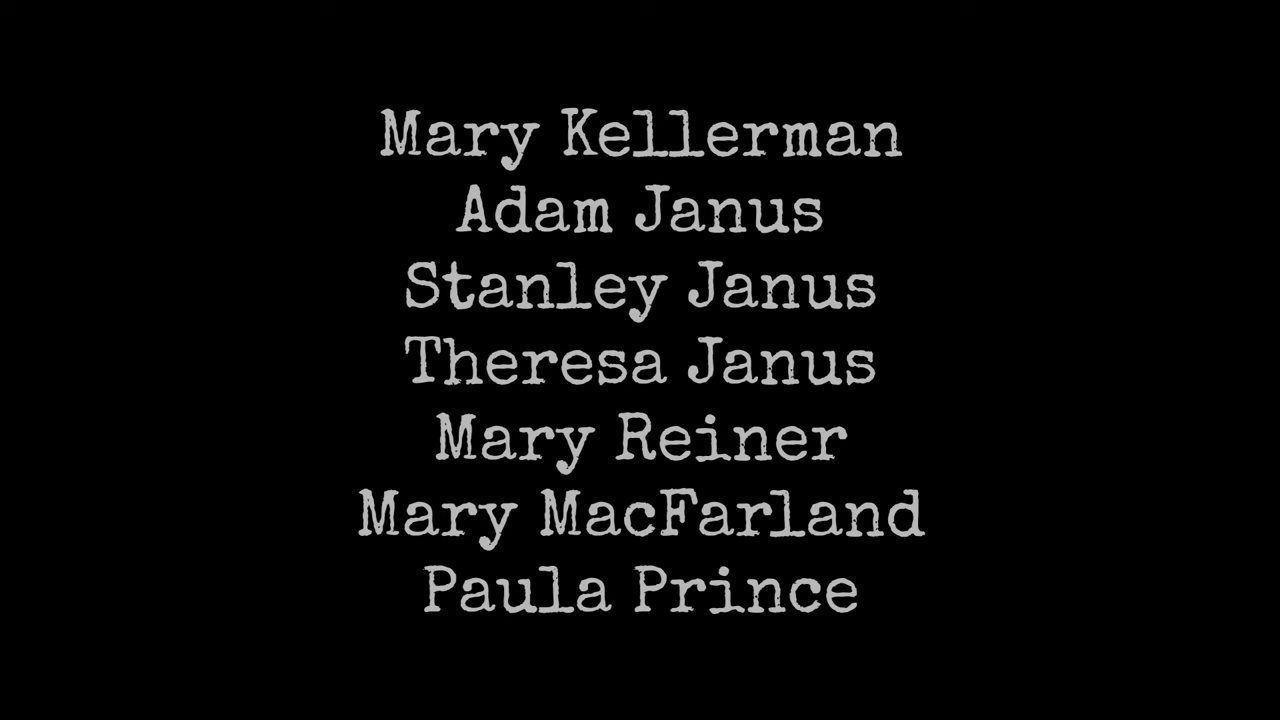 Mary Kellerman
Adam Janus
Stanley Janus
Theresa Janus
Mary Reiner
Mary MacFarland
Paula Prince